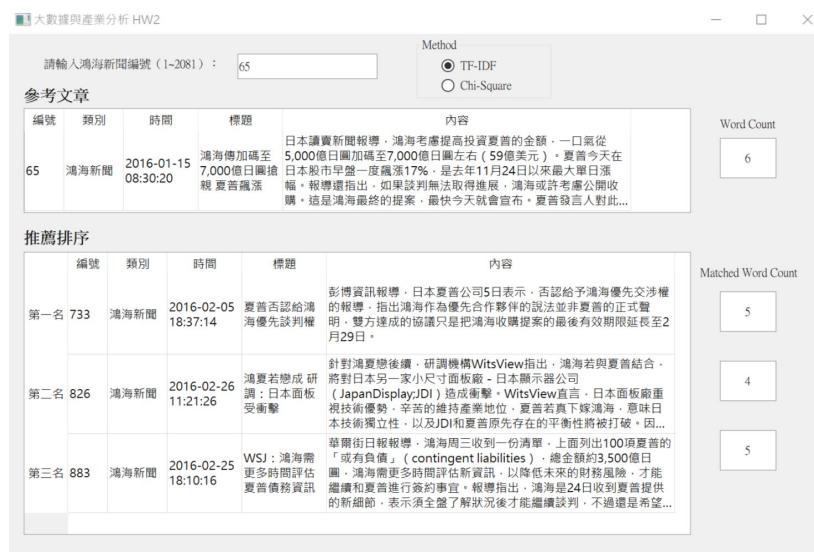 大數據與產業分析 HW2
請輸入鴻海新聞編號（1~2081）： 65
Method
TF-IDF
Chi-Square
參考文章
編號 類別 時間 標題 內容
65 鴻海新聞
2016-01-15
08:30:20
鴻海傳加碼至
7,000億日圓搶
親 夏普飆漲
日本讀賣新聞報導，鴻海考慮提高投資夏普的金額，一口氣從
5,000億日圓加碼至7,000億日圓左右（59億美元）。夏普今天在
日本股市早盤一度飆漲17%，是去年11月24日以來最大單日漲
幅。報導還指出，如果談判無法取得進展，鴻海或許考慮公開收
購。這是鴻海最終的提案，最快今天就會宣布。夏普發言人對此...
Word Count
6
推薦排序
編號 類別 時間 標題 內容
Matched Word Count
第一名 733 鴻海新聞
2016-02-05
18:37:14
夏普否認給鴻
海優先談判權
彭博資訊報導，日本夏普公司5日表示，否認給予鴻海優先交涉權
的報導，指出鴻海作為優先合作夥伴的說法並非夏普的正式聲
明，雙方達成的協議只是把鴻海收購提案的最後有效期限延長至2
月29日。
5
第二名 826 鴻海新聞
2016-02-26
11:21:26
鴻夏若戀成 研
調：日本面板
受衝擊
針對鴻夏戀後續，研調機構WitsView指出，鴻海若與夏普結合，
將對日本另一家小尺寸面板廠－日本顯示器公司
（JapanDisplay;JDI）造成衝擊。WitsView直言，日本面板廠重
視技術優勢，辛苦的維持產業地位，夏普若真下嫁鴻海，意味日
本技術獨立性，以及JDI和夏普原先存在的平衡性將被打破。因...
4
第三名 883 鴻海新聞
2016-02-25
18:10:16
WSJ：鴻海需
更多時間評估
夏普債務資訊
華爾街日報報導，鴻海周三收到一份清單，上面列出100項夏普的
「或有負債」（contingent liabilities），總金額約3,500億日
圓，鴻海需更多時間評估新資訊，以降低未來的財務風險，才能
繼續和夏普進行簽約事宜。報導指出，鴻海是24日收到夏普提供
的新細節，表示須全盤了解狀況後才能繼續談判，不過還是希望...
5